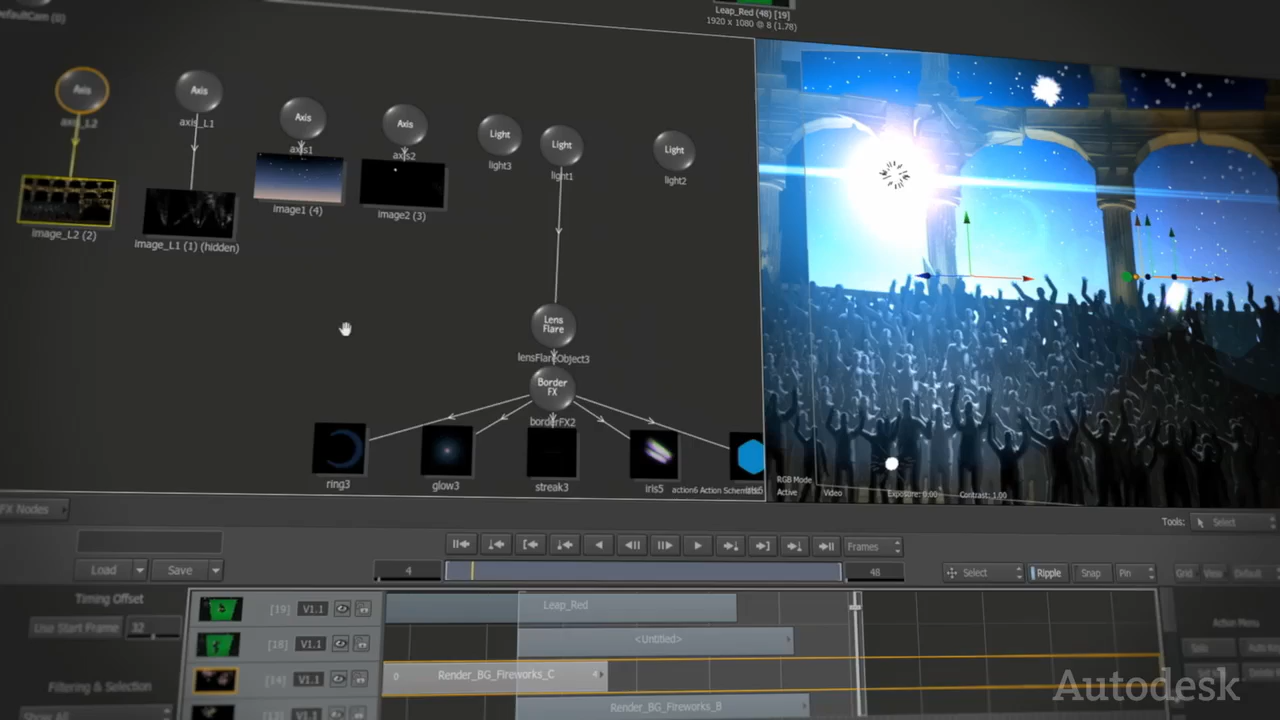 Leap_Red (48) [19]
1920 x 1080 @ 8 (1.78)
DefaultCam (0)
Axis
axis_L2
image_L2 (2)
Axis
axis_L1
image_L1 (1) (hidden)
Axis
axis1
image1 (4)
Axis
axis2
image2 (3)
Light
light3
Light
light1
Light
light2
Lens
Flare
lensFlareObject3
Border
FX
borderFX2
ring3
glow3
streak3
iris5
action6 Action Schematic
RGB Mode
Active
Video
Exposure: 0.00
Contrast: 1.00
FX Nodes
Tools:
Select
Load
Save
4
Frames
48
Select
Ripple
Snap
Pin
Grid
View
Default
Timing Offset
Use Start Frame
32
Filtering & Selection
Show All
[19] V1.1
Leap_Red
[18] V1.1
<Untitled>
[14] V1.1
0
Render_BG_Fireworks_C
V1.1
Render_BG_Fireworks_B
Action Menu
Autodesk